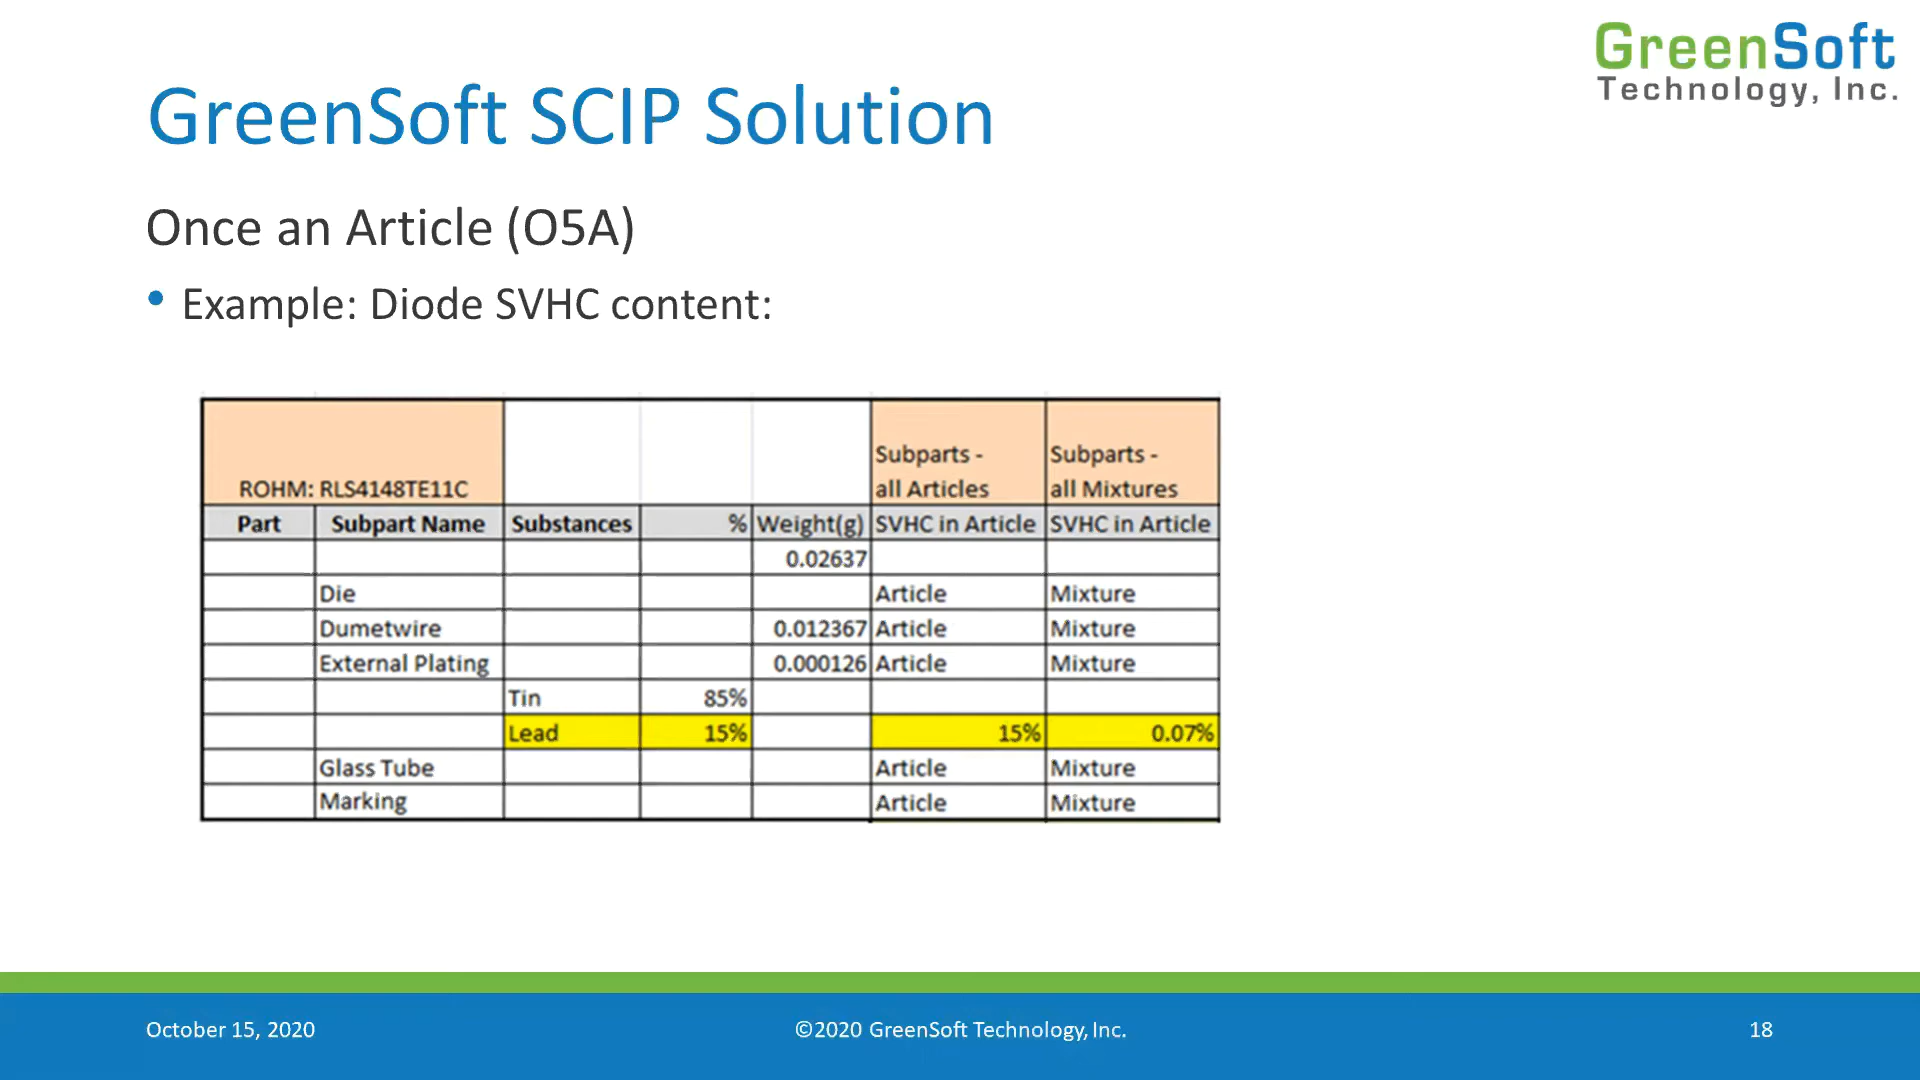 GreenSoft
Technology, Inc.
GreenSoft SCIP Solution
Once an Article (O5A)
• Example: Diode SVHC content:
ROHM: RLS4148TE11C Subparts - all Articles Subparts - all Mixtures
Part Subpart Name Substances % Weight(g) SVHC in Article SVHC in Article
0.02637
Die Article Mixture
Dumetwire 0.012367 Article Mixture
External Plating 0.000126 Article Mixture
Tin 85%
Lead 15% 15% 0.07%
Glass Tube Article Mixture
Marking Article Mixture
October 15, 2020 ©2020 GreenSoft Technology, Inc. 18